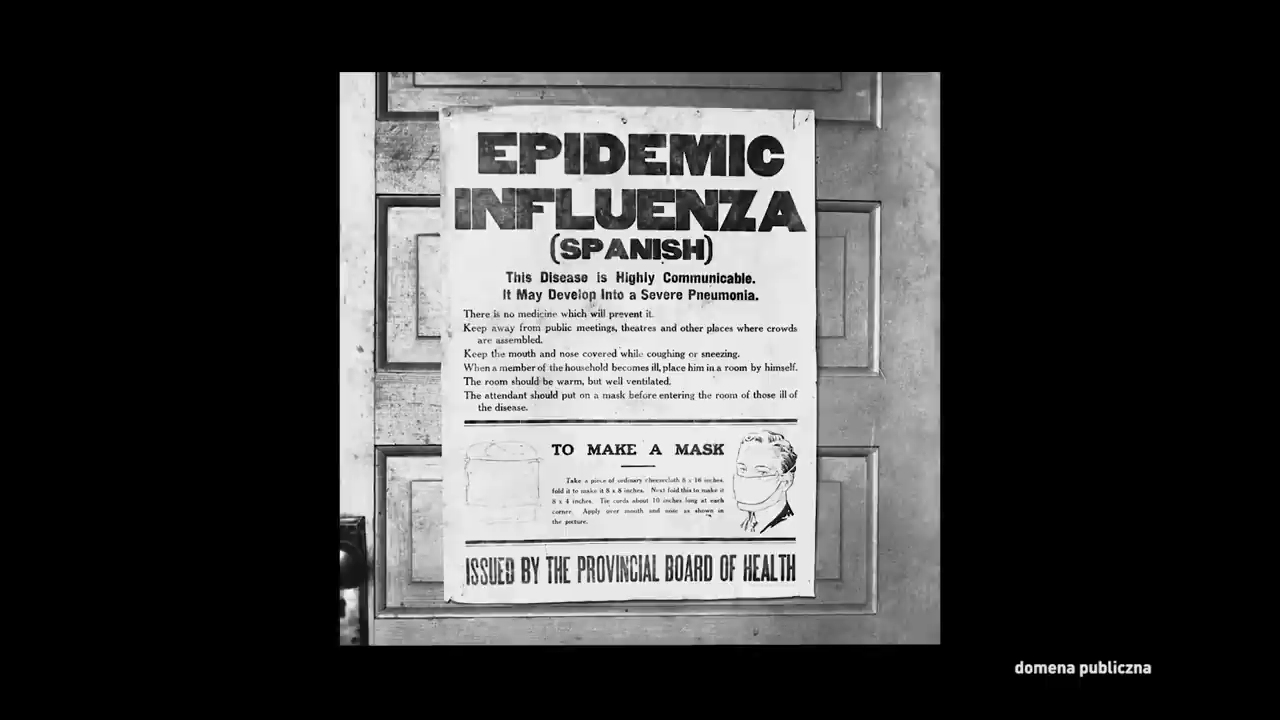 EPIDEMIC
INFLUENZA
(SPANISH)
This Disease is Highly Communicable.
It May Develop Into a Severe Pneumonia.
There is no medicine which will prevent it.
Keep away from public meetings, theatres and other places where crowds
are assembled.
Keep the mouth and nose covered while coughing or sneezing.
When a member of the household becomes ill, place him in a room by himself.
The room should be warm, but well ventilated.
The attendant should put on a mask before entering the room of those ill of
the disease.
TO MAKE A MASK
Take a piece of ordinary cheesecloth 8 x 16 inches,
fold it to make it 8 x 8 inches. Next fold this to make it
8 x 4 inches. Tie cords about 10 inches long at each
corner. Apply over mouth and nose as shown in
the picture.
ISSUED BY THE PROVINCIAL BOARD OF HEALTH
domena publiczna